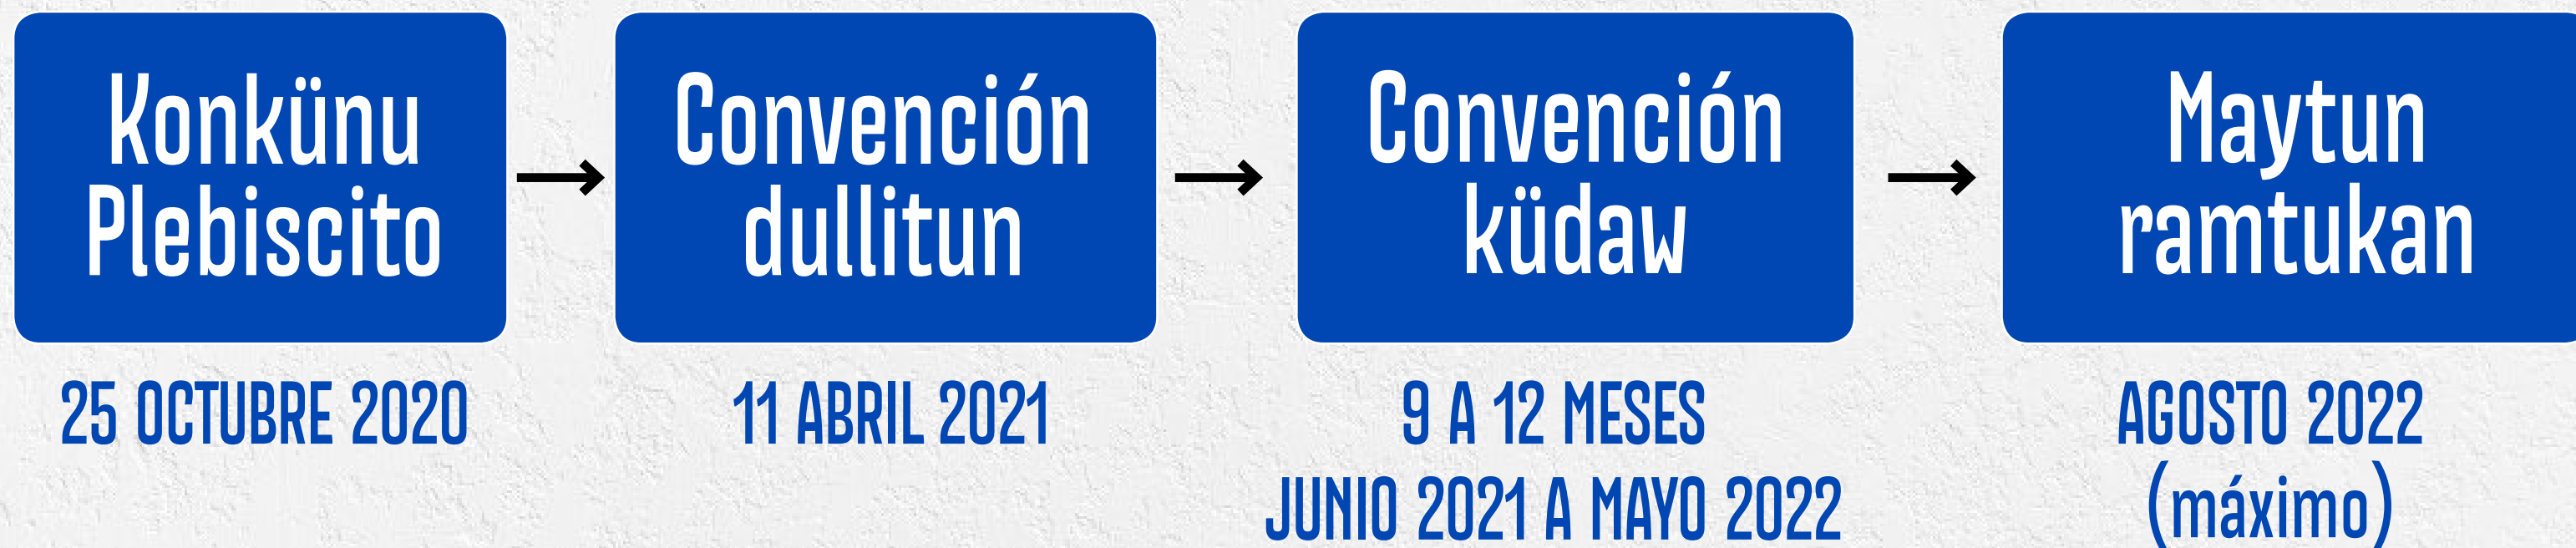 Konkünu
Plebiscito
25 OCTUBRE 2020
Convención
dullitun
11 ABRIL 2021
Convención
küdaw
9 A 12 MESES
JUNIO 2021 A MAYO 2022
Maytun
ramtukan
AGOSTO 2022
(máximo)